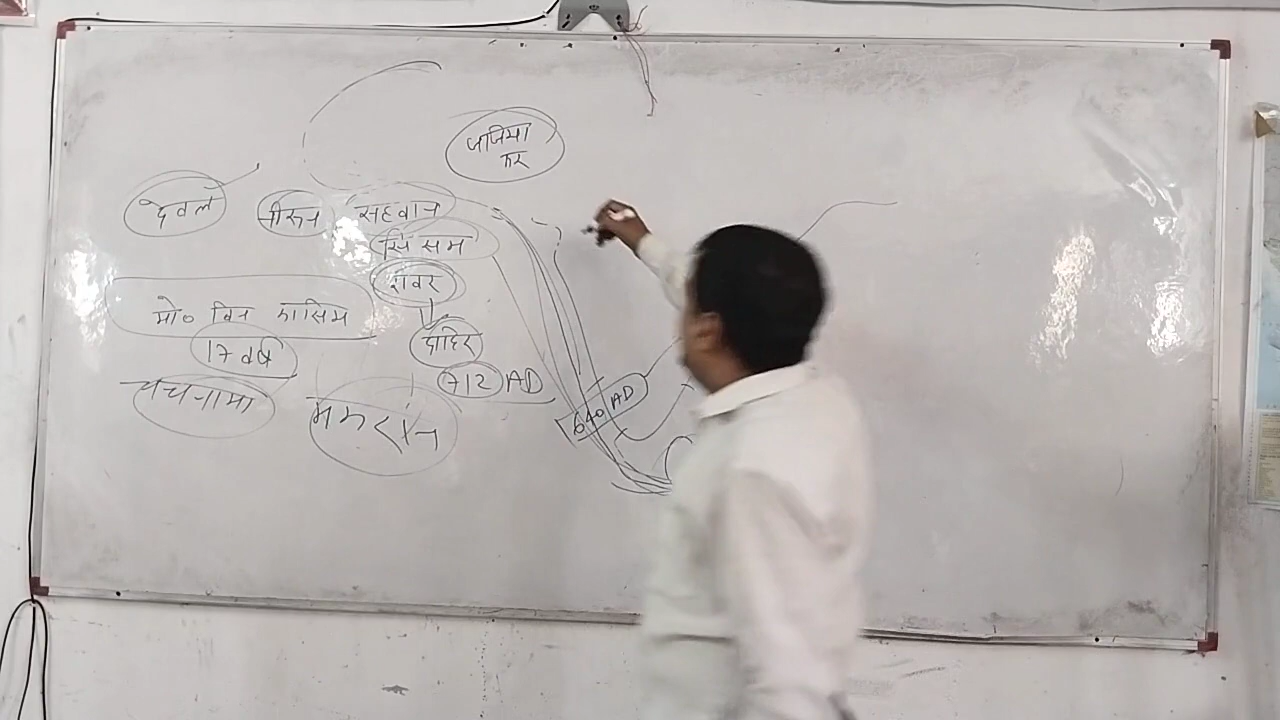 जजिया
कर
देवल नीरून सहवान
सिसम
रावर
मो० बिन कासिम
दाहिर
17 वर्ष
712 AD
चचनामा
640 AD
मकरान